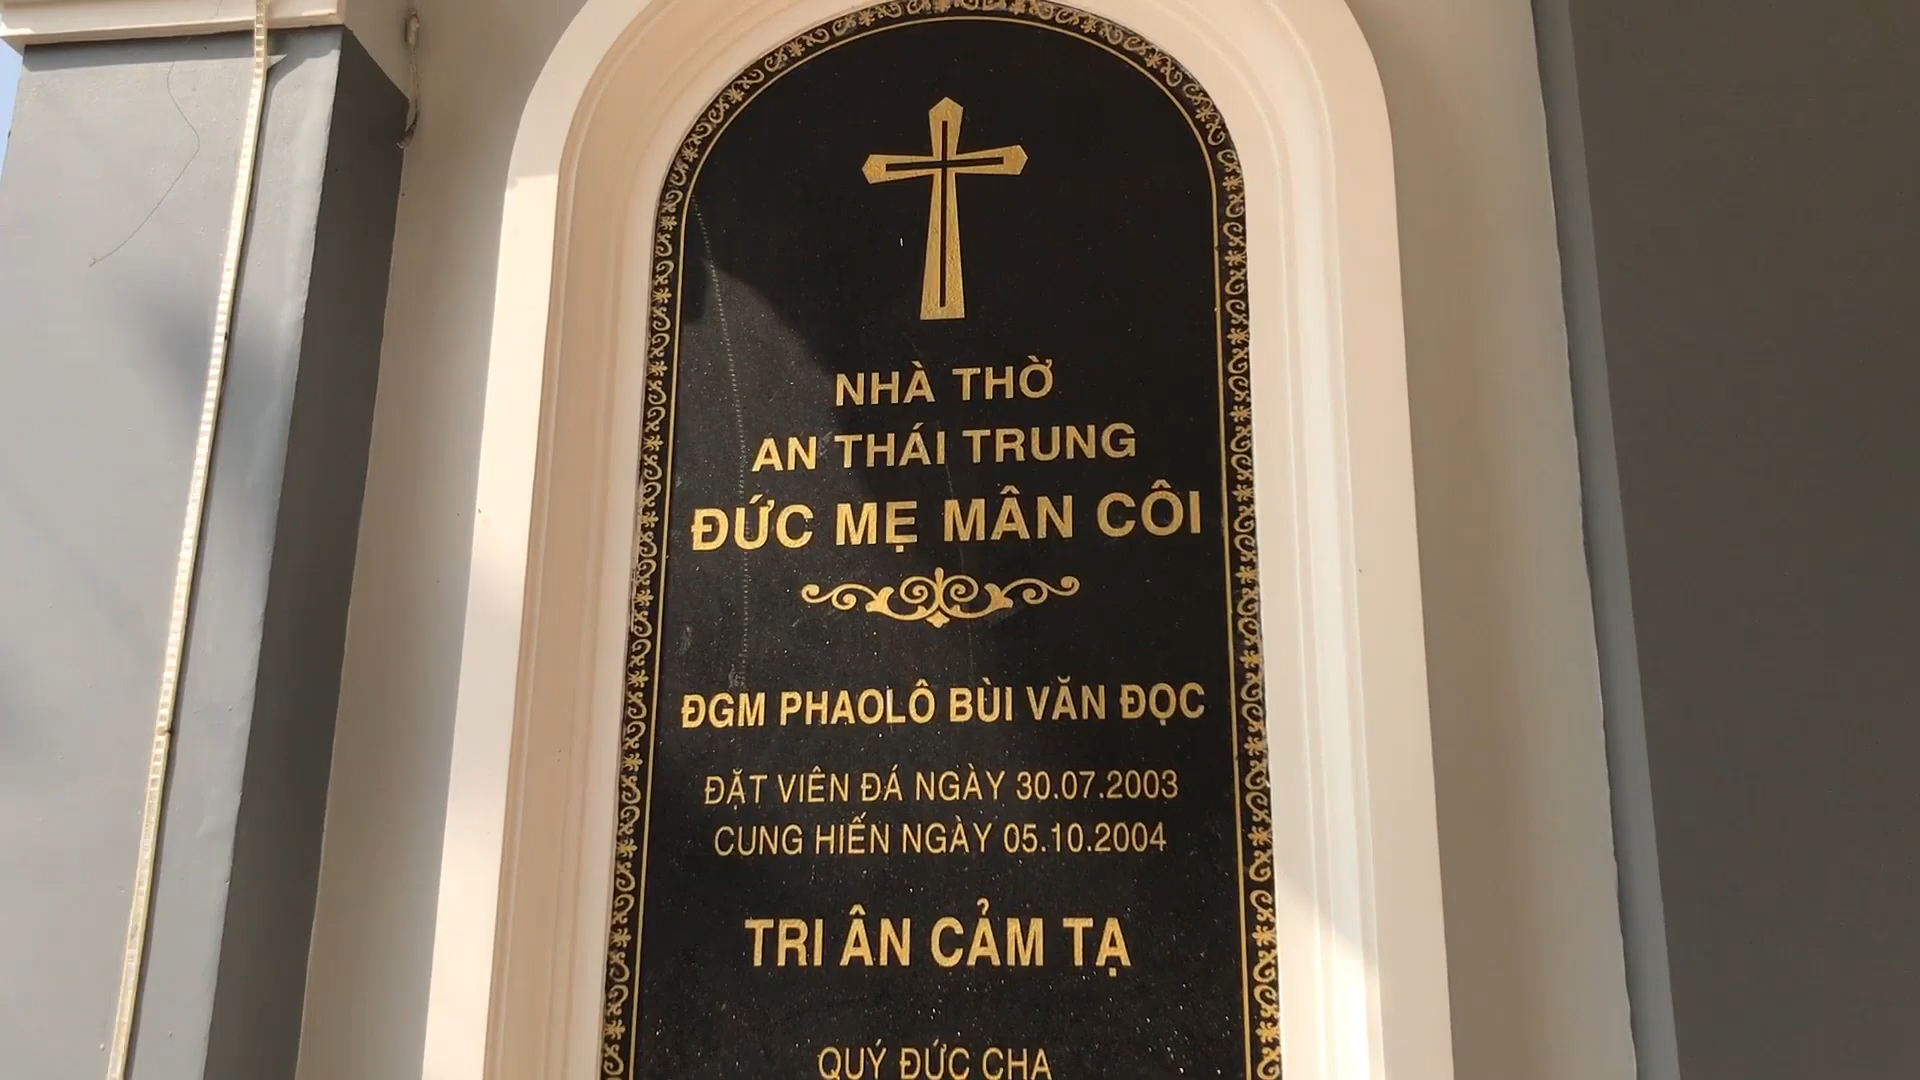 NHÀ THỜ
AN THÁI TRUNG
ĐỨC MẸ MÂN CÔI
ĐGM PHAOLÔ BÙI VĂN ĐỌC
ĐẶT VIÊN ĐÁ NGÀY 30.07.2003
CUNG HIẾN NGÀY 05.10.2004
TRI ÂN CẢM TẠ
QUÝ ĐỨC CHA